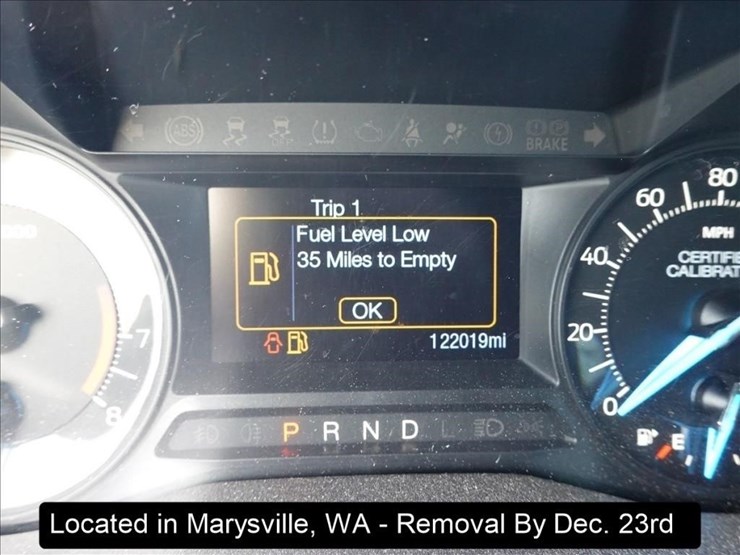 ABS
BRAKE
Trip 1
Fuel Level Low
35 Miles to Empty
OK
122019mi
7
8
80
60
MPH
40
20
0
E
P R N D L
Located in Marysville, WA - Removal By Dec. 23rd